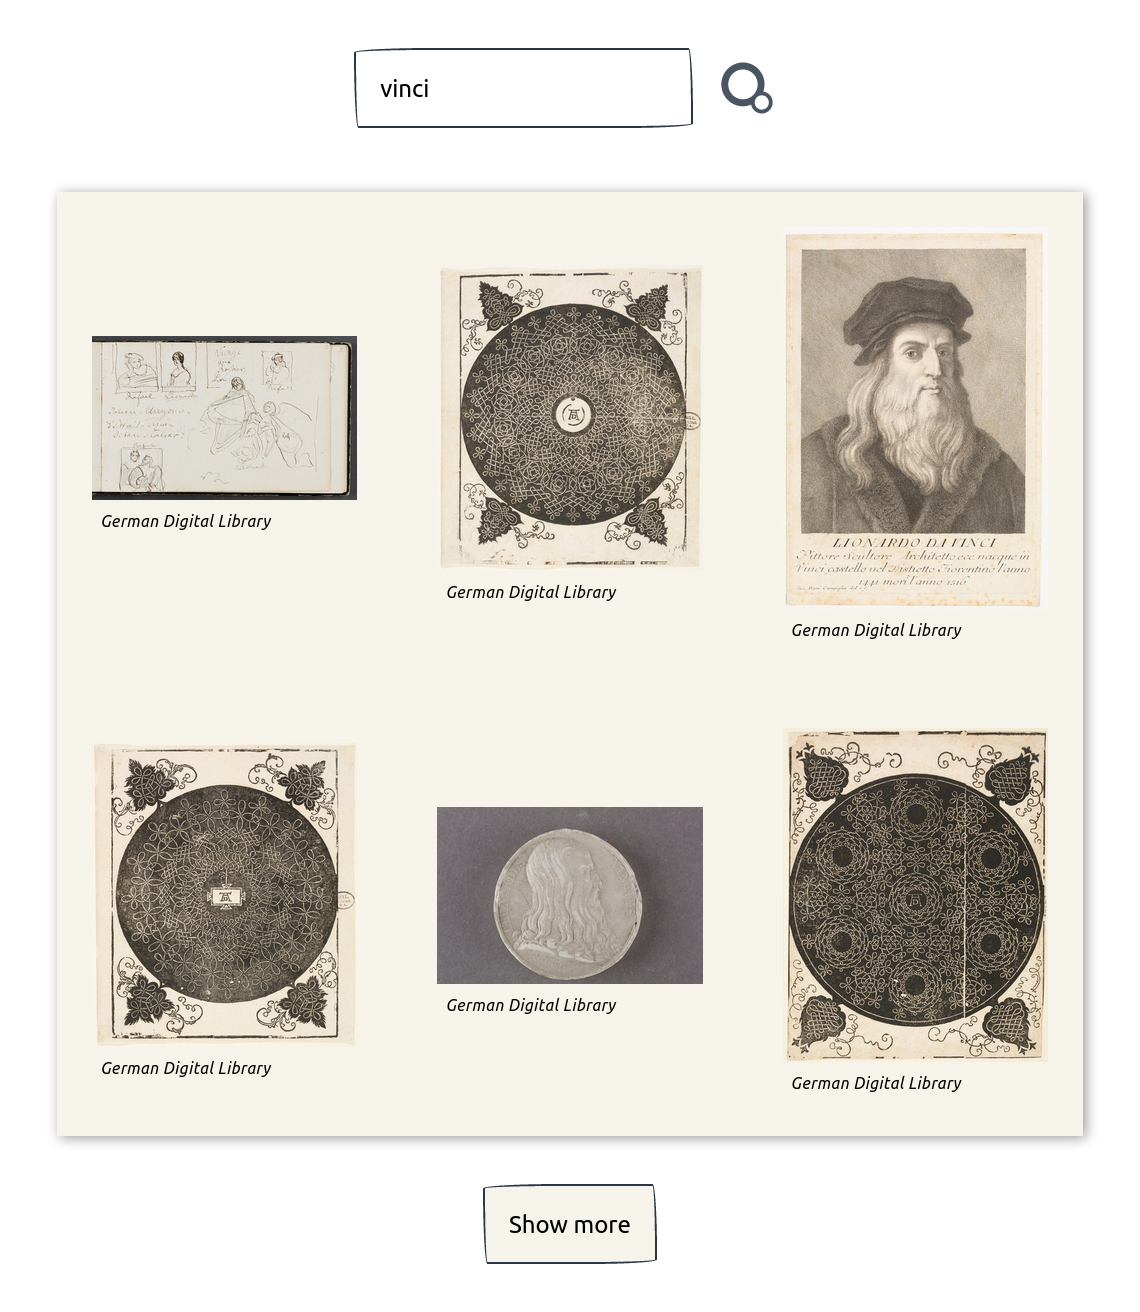 vinci
Rafael
German Digital Library
German Digital Library
LIONARDO DA VINCI
Pittore Scultore Architetto ecc. nacque in
Vinci castello nel Distretto Fiorentino l'anno
1441 morì l'anno 1516
German Digital Library
German Digital Library
German Digital Library
German Digital Library
Show more